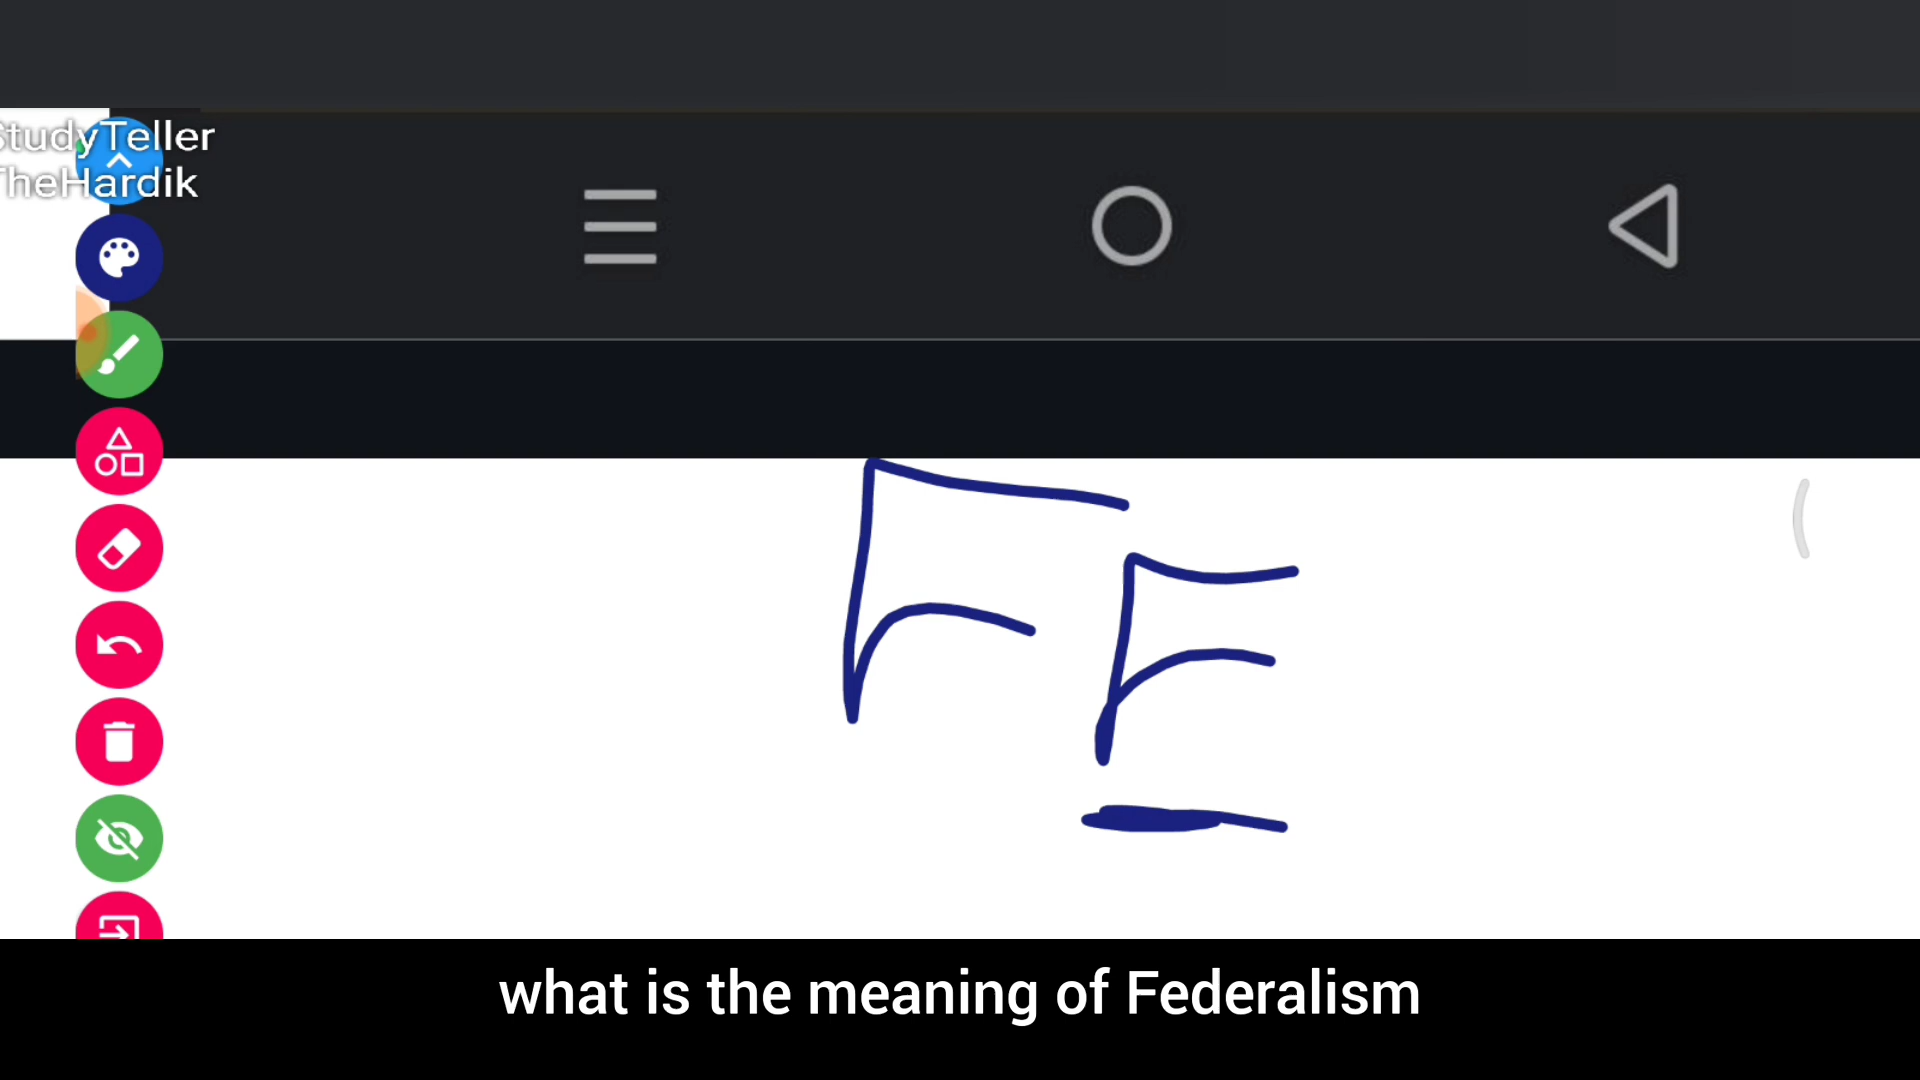 StudyTeller
TheHardik
FE
what is the meaning of Federalism